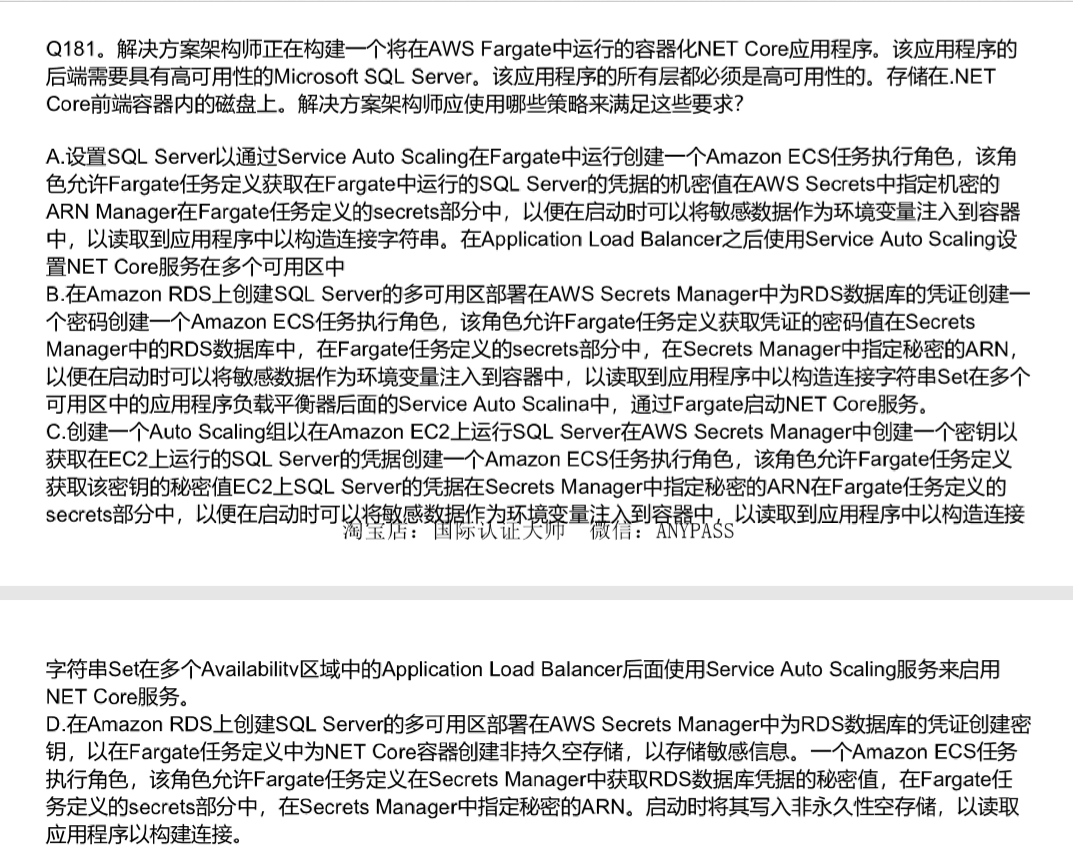 Q181。解决方案架构师正在构建一个将在AWS Fargate中运行的容器化NET Core应用程序。该应用程序的
后端需要具有高可用性的Microsoft SQL Server。该应用程序的所有层都必须是高可用性的。存储在.NET
Core前端容器内的磁盘上。解决方案架构师应使用哪些策略来满足这些要求?
A.设置SQL Server以通过Service Auto Scaling在Fargate中运行创建一个Amazon ECS任务执行角色，该角
色允许Fargate任务定义获取在Fargate中运行的SQL Server的凭据的机密值在AWS Secrets中指定机密的
ARN Manager在Fargate任务定义的secrets部分中，以便在启动时可以将敏感数据作为环境变量注入到容器
中，以读取到应用程序中以构造连接字符串。在Application Load Balancer之后使用Service Auto Scaling设
置NET Core服务在多个可用区中
B.在Amazon RDS上创建SQL Server的多可用区部署在AWS Secrets Manager中为RDS数据库的凭证创建一
个密码创建一个Amazon ECS任务执行角色，该角色允许Fargate任务定义获取凭证的密码值在Secrets
Manager中的RDS数据库中，在Fargate任务定义的secrets部分中，在Secrets Manager中指定秘密的ARN，
以便在启动时可以将敏感数据作为环境变量注入到容器中，以读取到应用程序中以构造连接字符串Set在多个
可用区中的应用程序负载平衡器后面的Service Auto Scalina中，通过Fargate启动NET Core服务。
C.创建一个Auto Scaling组以在Amazon EC2上运行SQL Server在AWS Secrets Manager中创建一个密钥以
获取在EC2上运行的SQL Server的凭据创建一个Amazon ECS任务执行角色，该角色允许Fargate任务定义
获取该密钥的秘密值EC2上SQL Server的凭据在Secrets Manager中指定秘密的ARN在Fargate任务定义的
secrets部分中，以便在启动时可以将敏感数据作为环境变量注入到容器中，以读取到应用程序中以构造连接
淘宝店：国际认证大师 微信：ANYPASS
字符串Set在多个Availabilitv区域中的Application Load Balancer后面使用Service Auto Scaling服务来启用
NET Core服务。
D.在Amazon RDS上创建SQL Server的多可用区部署在AWS Secrets Manager中为RDS数据库的凭证创建密
钥，以在Fargate任务定义中为NET Core容器创建非持久空存储，以存储敏感信息。一个Amazon ECS任务
执行角色，该角色允许Fargate任务定义在Secrets Manager中获取RDS数据库凭据的秘密值，在Fargate任
务定义的secrets部分中，在Secrets Manager中指定秘密的ARN。启动时将其写入非永久性空存储，以读取
应用程序以构建连接。